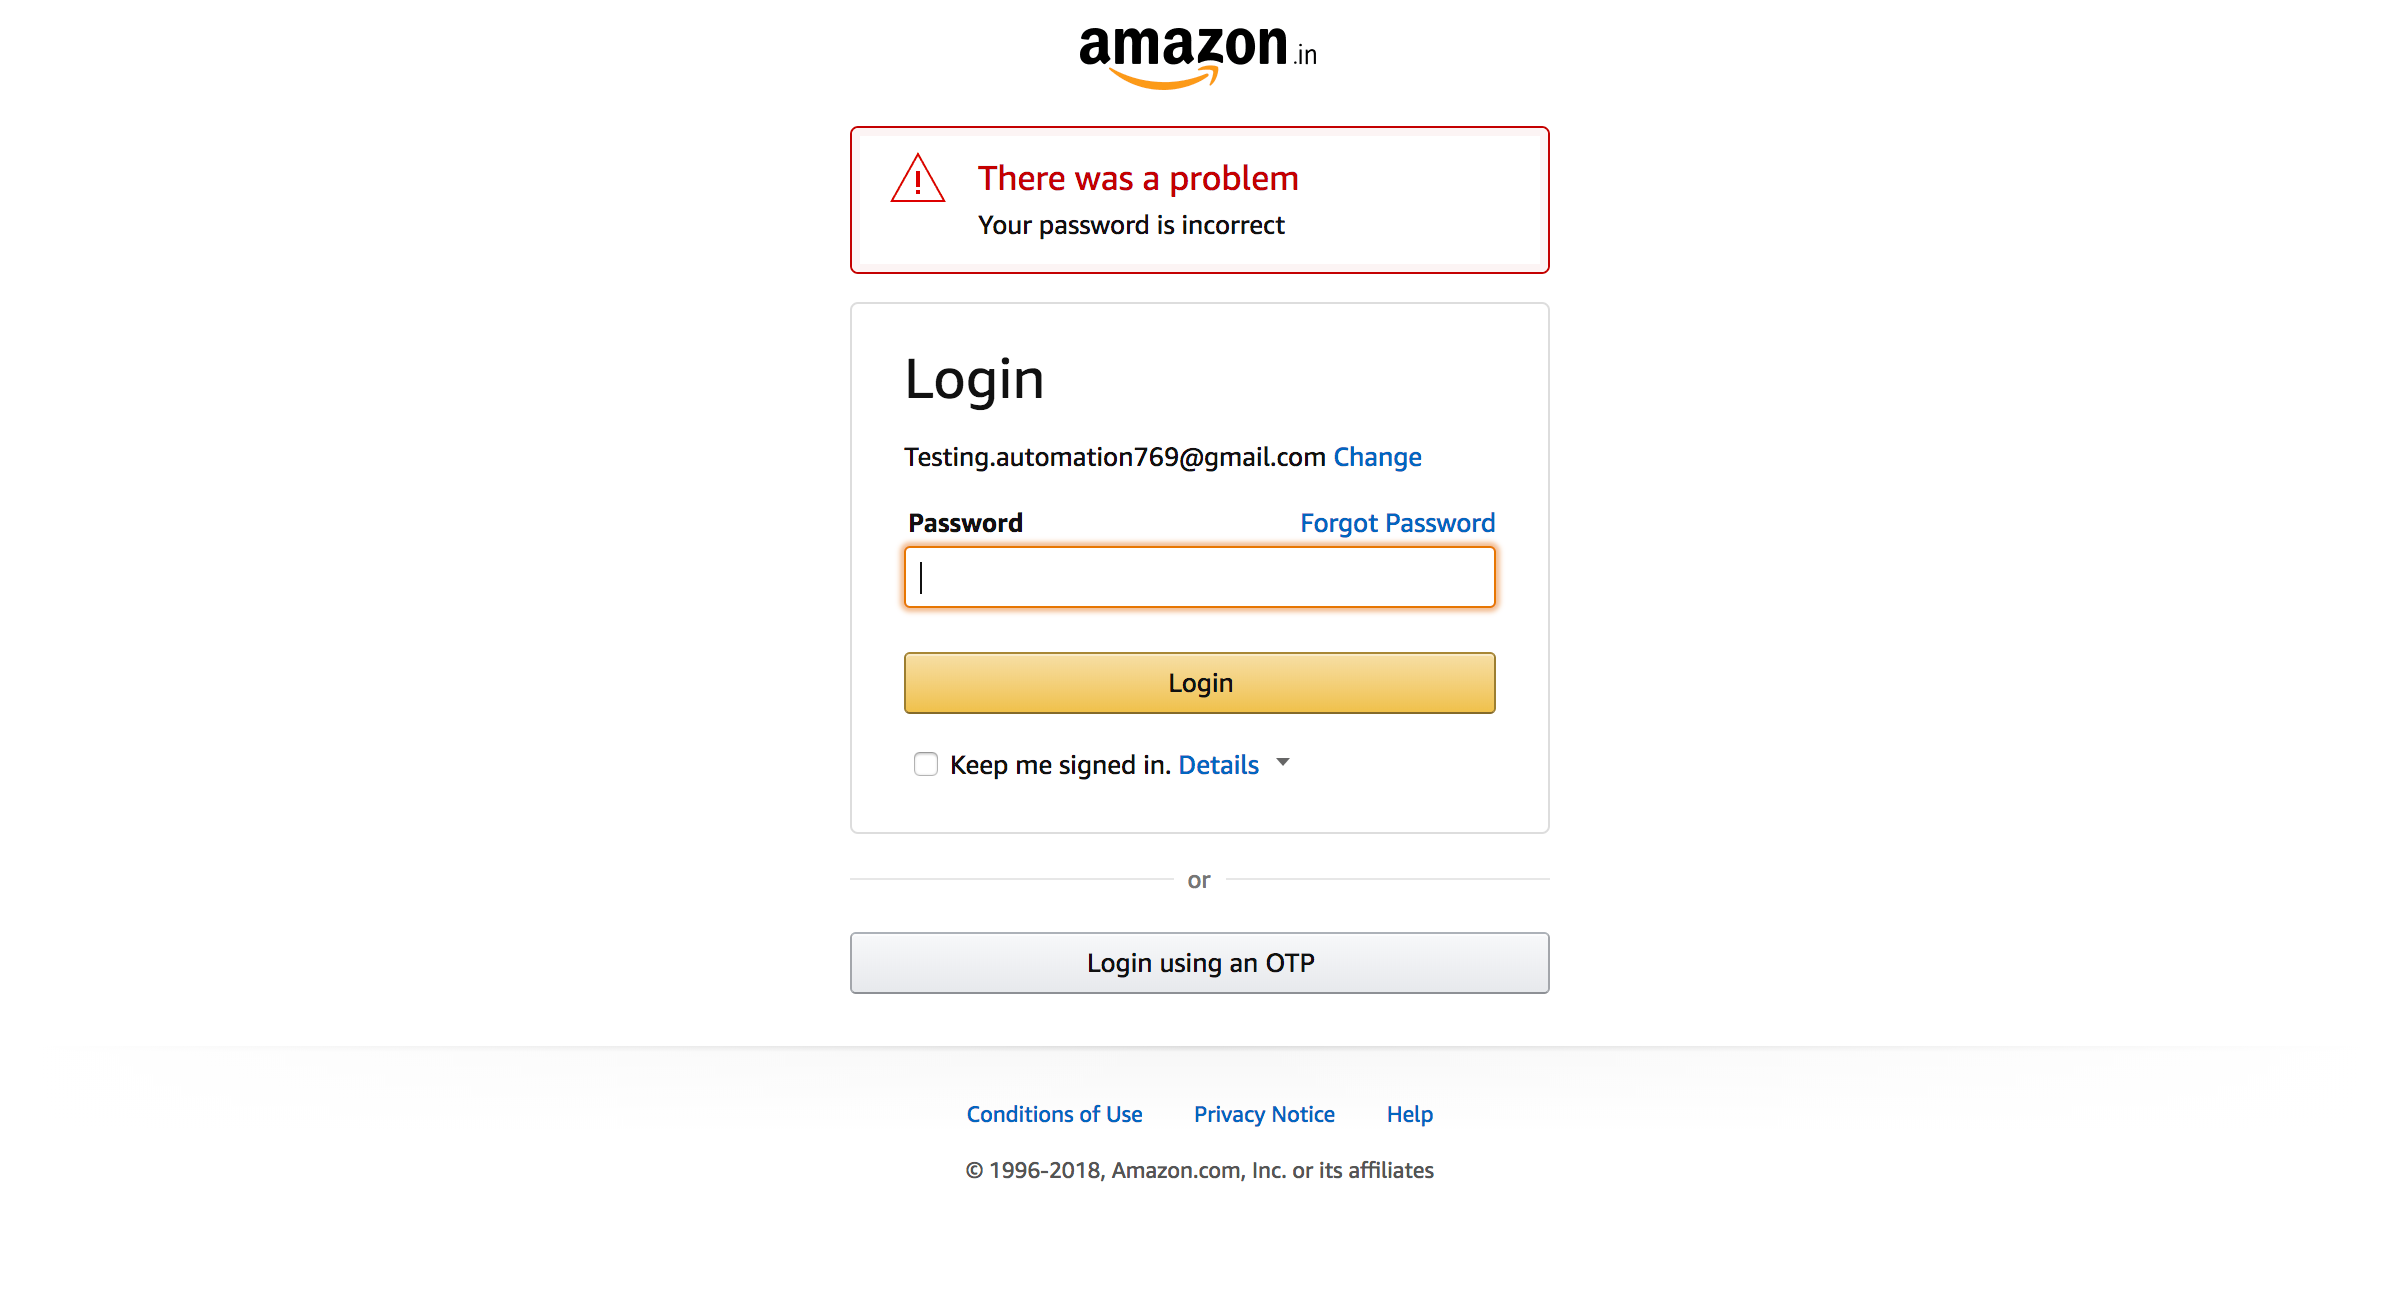 amazon.in
There was a problem
Your password is incorrect
Login
Testing.automation769@gmail.com Change
Password Forgot Password
Login
Keep me signed in. Details
or
Login using an OTP
Conditions of Use Privacy Notice Help
© 1996-2018, Amazon.com, Inc. or its affiliates